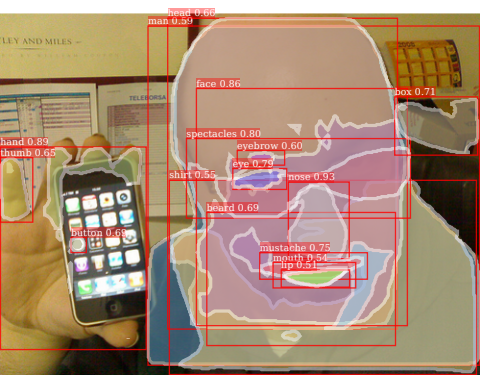 LEY AND MILES
TELEBORSA
2008
head 0.66
man 0.59
face 0.86
box 0.71
spectacles 0.80
hand 0.89
eyebrow 0.60
thumb 0.65
eye 0.79
shirt 0.55
nose 0.93
beard 0.69
button 0.69
mustache 0.75
mouth 0.54
lip 0.51